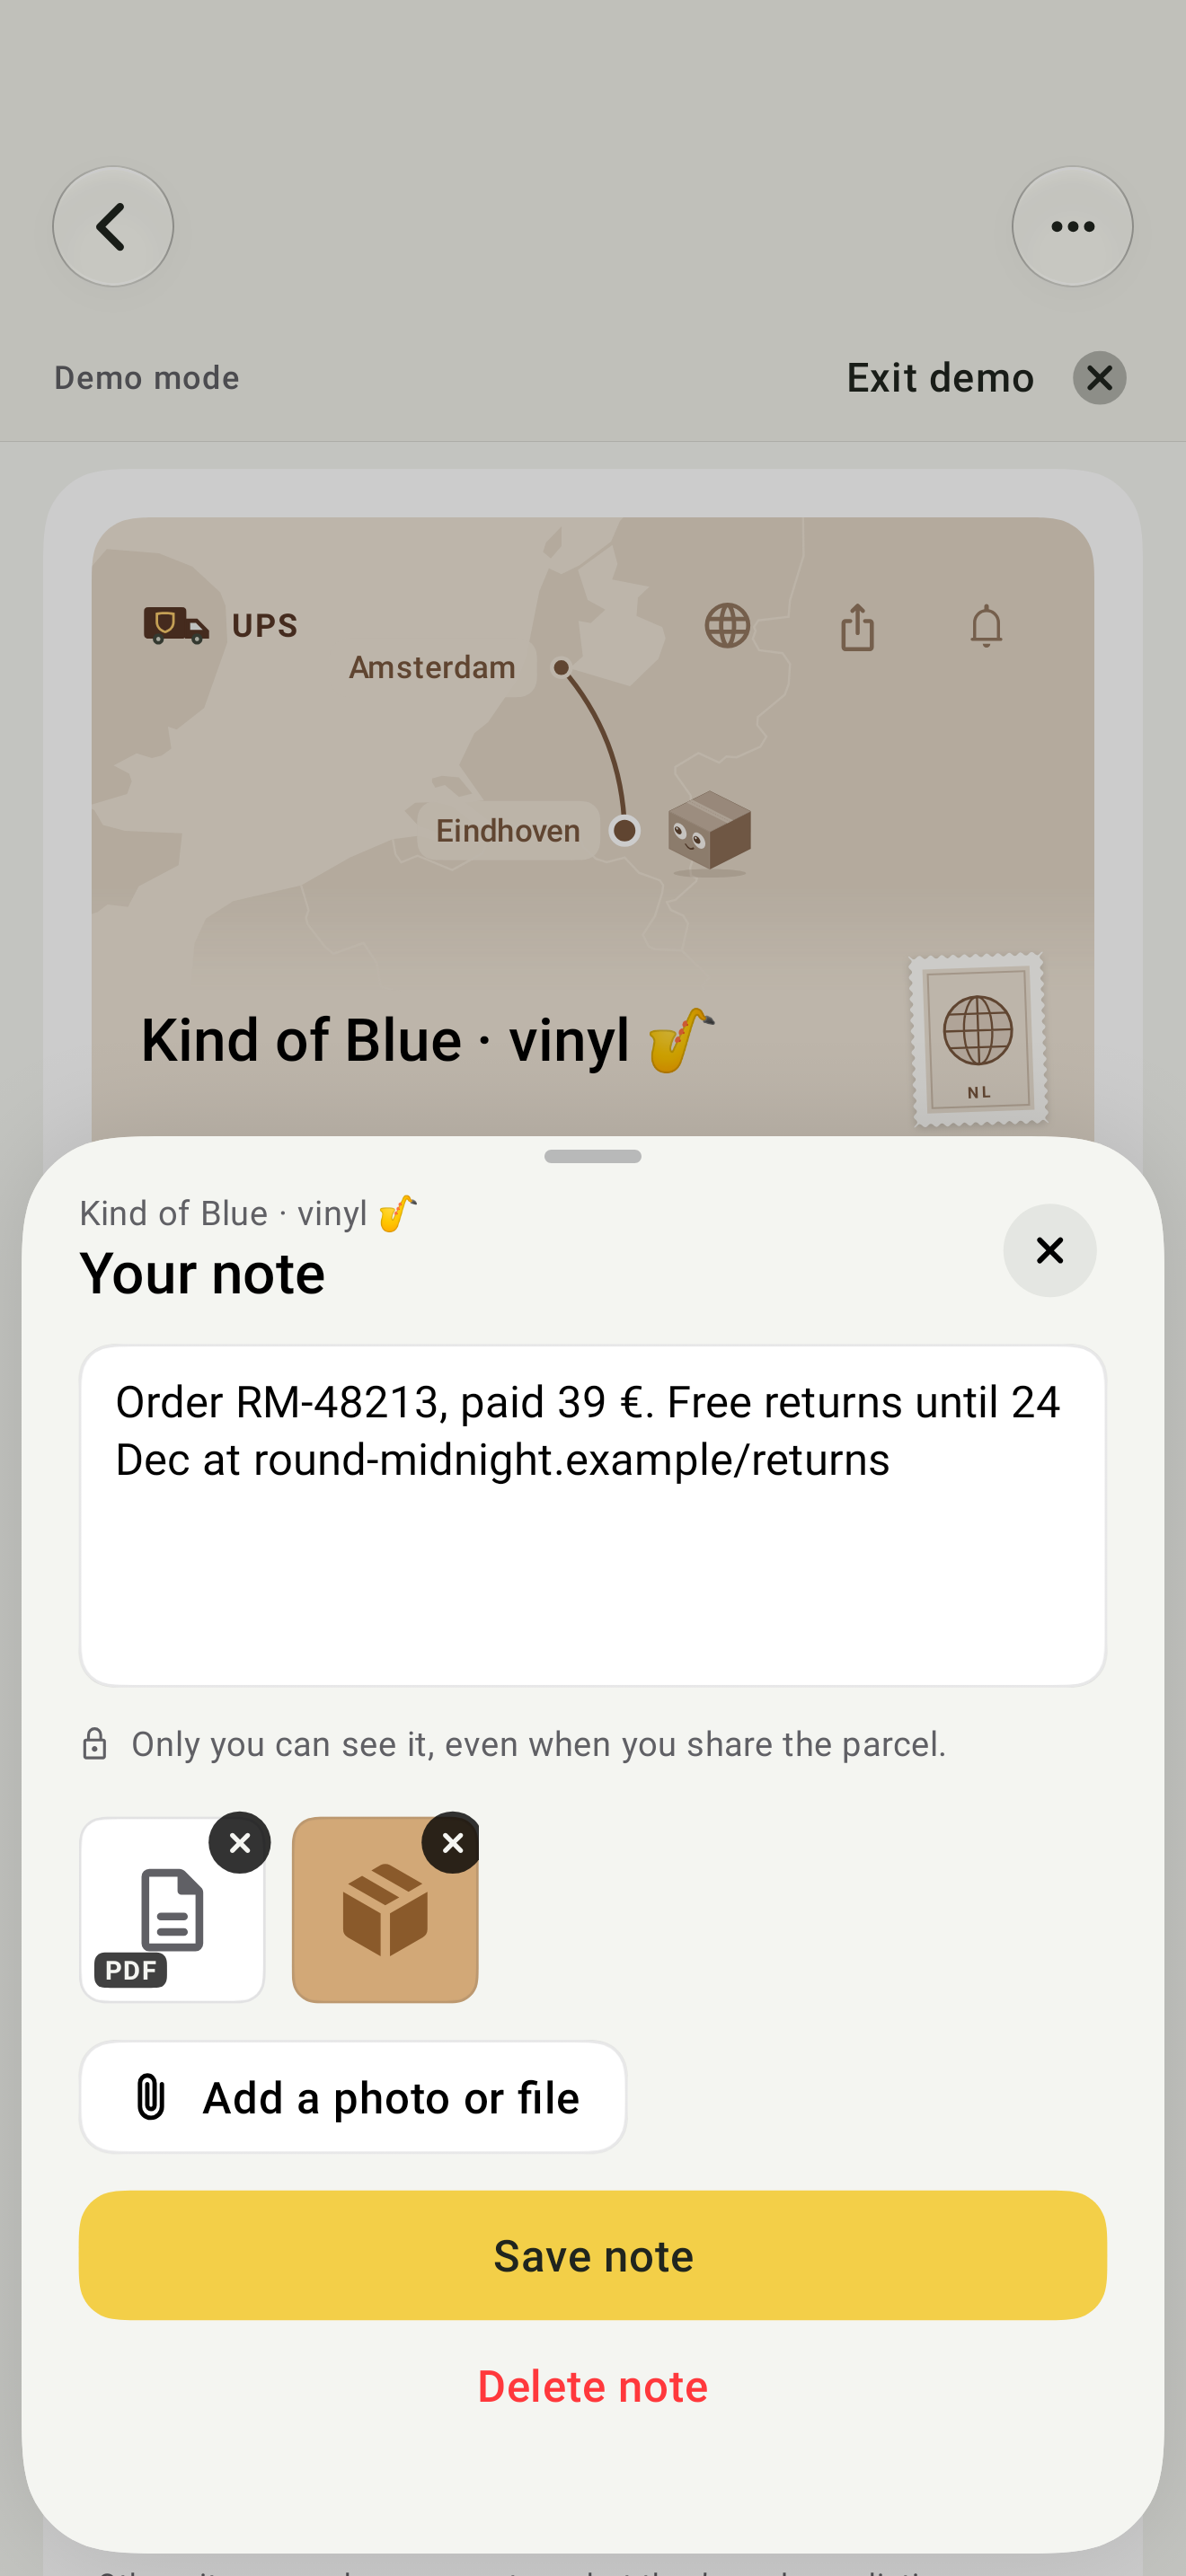 Demo mode
Exit demo
UPS
Amsterdam
Eindhoven
Kind of Blue · vinyl 🎷
NL
Kind of Blue · vinyl 🎷
Your note
Order RM-48213, paid 39 €. Free returns until 24
Dec at round-midnight.example/returns
Only you can see it, even when you share the parcel.
PDF
Add a photo or file
Save note
Delete note